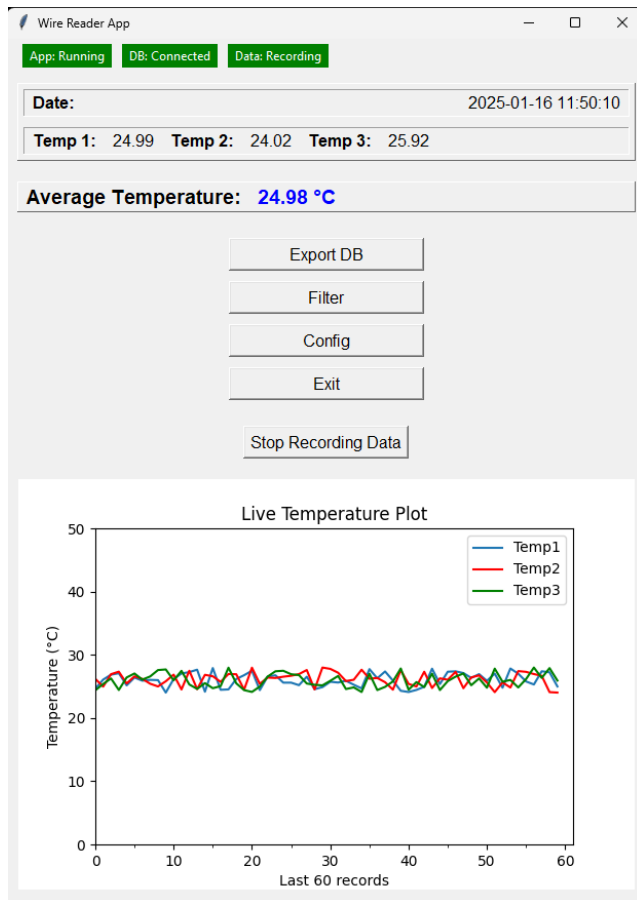 Wire Reader App
App: Running DB: Connected Data: Recording
Date: 2025-01-16 11:50:10
Temp 1: 24.99 Temp 2: 24.02 Temp 3: 25.92
Average Temperature: 24.98 °C
Export DB
Filter
Config
Exit
Stop Recording Data
Live Temperature Plot
Temp1
Temp2
Temp3
Temperature (°C)
50
40
30
20
10
0
0 10 20 30 40 50 60
Last 60 records